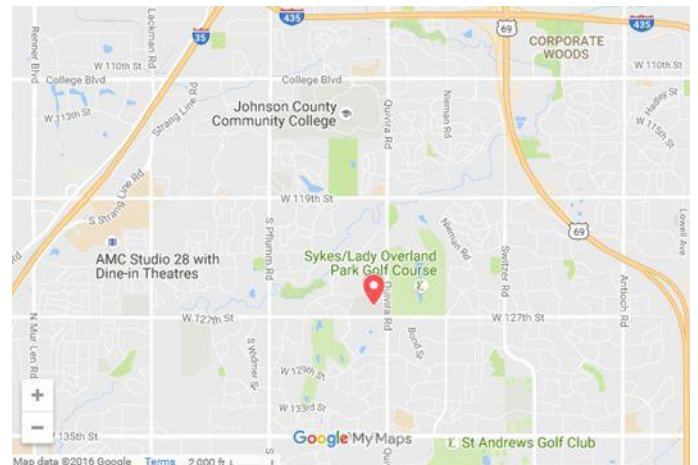 Renner Blvd
Lackman Rd
35
435
69
435
CORPORATE
WOODS
W 110th St
W 110th St
College Blvd
College Blvd
W 113th St
Strang Line Rd
Johnson County
Community College
Quivira Rd
Nieman Rd
Hadley St
W 115th St
W 119th St
S Strang Line Rd
S Pflumm Rd
Nieman Rd
69
Lowell Ave
AMC Studio 28 with
Dine-in Theatres
Sykes/Lady Overland
Park Golf Course
Switzer Rd
Antioch Rd
Quivira Rd
N Mur-Len Rd
W 127th St
W 127th St
S Widmer St
Bond St
W 129th St
+
−
W 133rd St
W 135th St
Google My Maps
St Andrews Golf Club
Map data ©2016 Google
Terms
2,000 ft